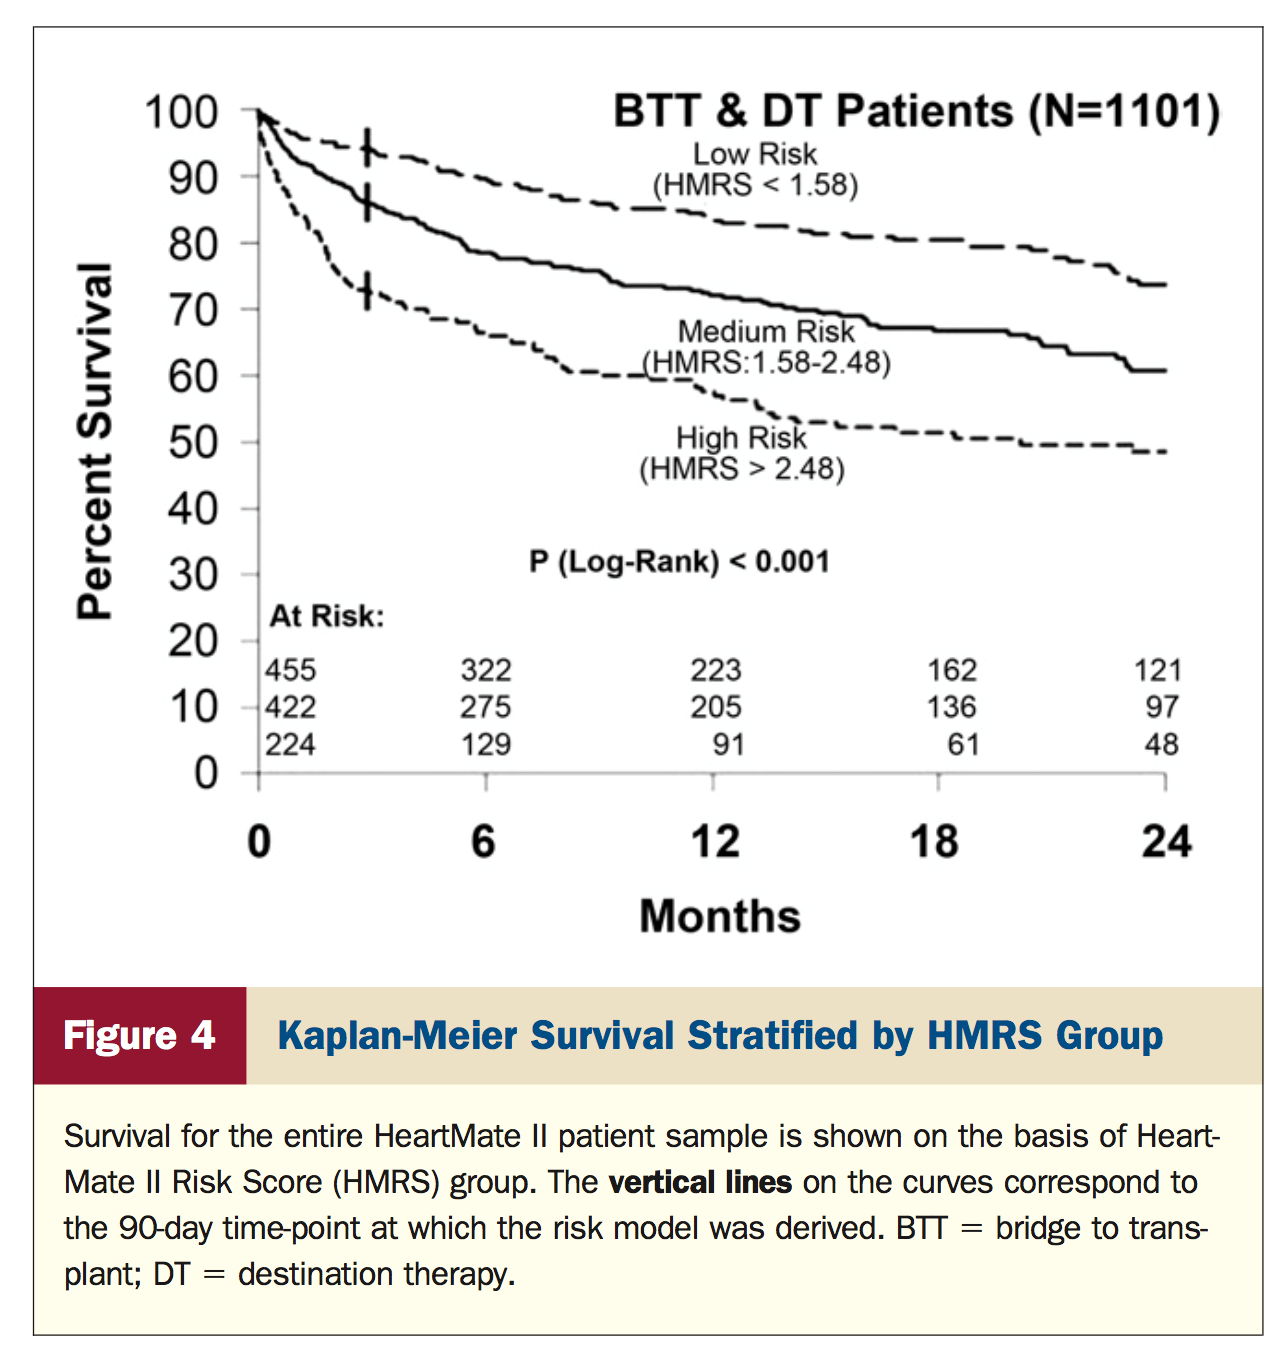 BTT & DT Patients (N=1101)
Low Risk
(HMRS < 1.58)
Medium Risk
(HMRS:1.58-2.48)
High Risk
(HMRS > 2.48)
P (Log-Rank) < 0.001
Percent Survival
100
90
80
70
60
50
40
30
20
10
0
At Risk:
455 322 223 162 121
422 275 205 136 97
224 129 91 61 48
0 6 12 18 24
Months
Figure 4 Kaplan-Meier Survival Stratified by HMRS Group
Survival for the entire HeartMate II patient sample is shown on the basis of Heart-
Mate II Risk Score (HMRS) group. The vertical lines on the curves correspond to
the 90-day time-point at which the risk model was derived. BTT = bridge to trans-
plant; DT = destination therapy.